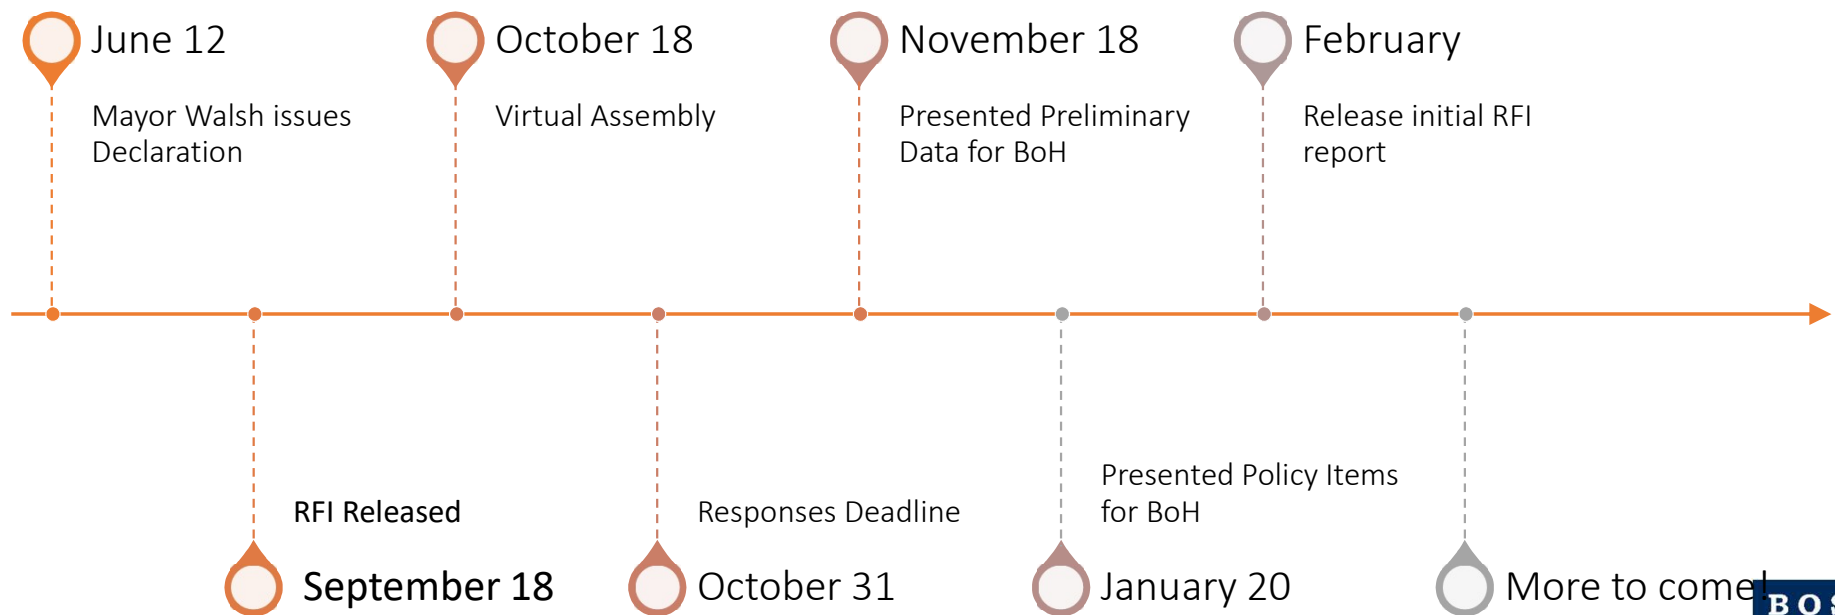 June 12
Mayor Walsh issues
Declaration
October 18
Virtual Assembly
November 18
Presented Preliminary
Data for BoH
February
Release initial RFI
report
RFI Released
September 18
Responses Deadline
October 31
Presented Policy Items
for BoH
January 20
More to come!
BOS